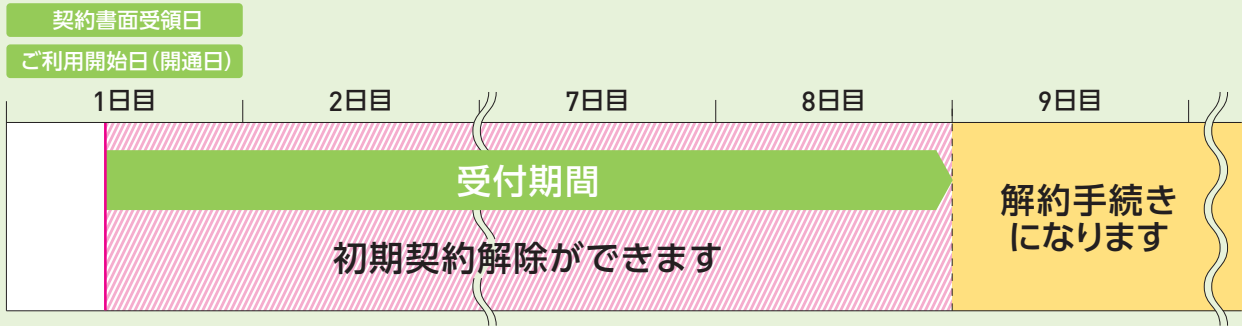 契約書面受領日
ご利用開始日(開通日)
1日目
2日目
7日目
8日目
9日目
受付期間
初期契約解除ができます
解約手続き
になります